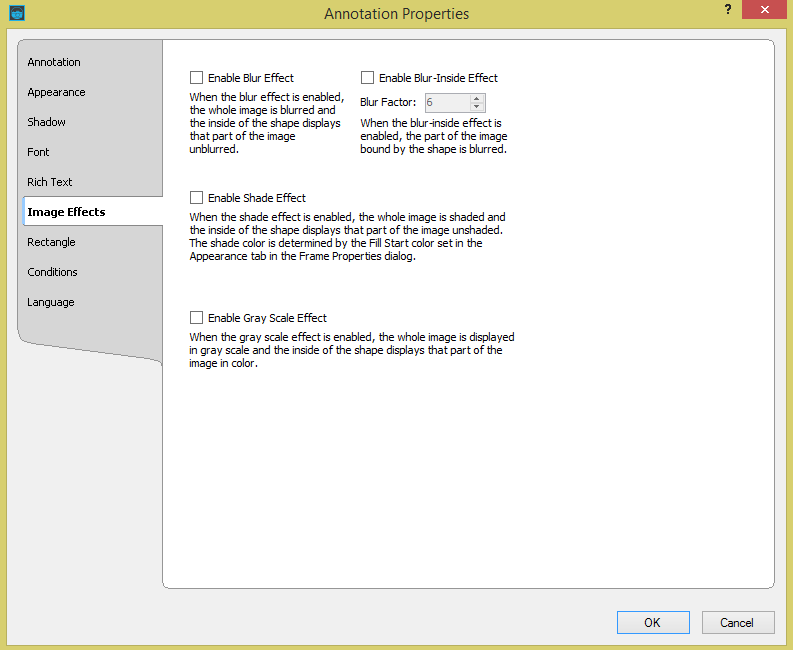 Annotation Properties
?
Annotation
Appearance
Shadow
Font
Rich Text
Image Effects
Rectangle
Conditions
Language
Enable Blur Effect
When the blur effect is enabled,
the whole image is blurred and
the inside of the shape displays
that part of the image
unblurred.
Enable Blur-Inside Effect
Blur Factor: 6
When the blur-inside effect is
enabled, the part of the image
bound by the shape is blurred.
Enable Shade Effect
When the shade effect is enabled, the whole image is shaded and
the inside of the shape displays that part of the image unshaded.
The shade color is determined by the Fill Start color set in the
Appearance tab in the Frame Properties dialog.
Enable Gray Scale Effect
When the gray scale effect is enabled, the whole image is displayed
in gray scale and the inside of the shape displays that part of the
image in color.
OK
Cancel